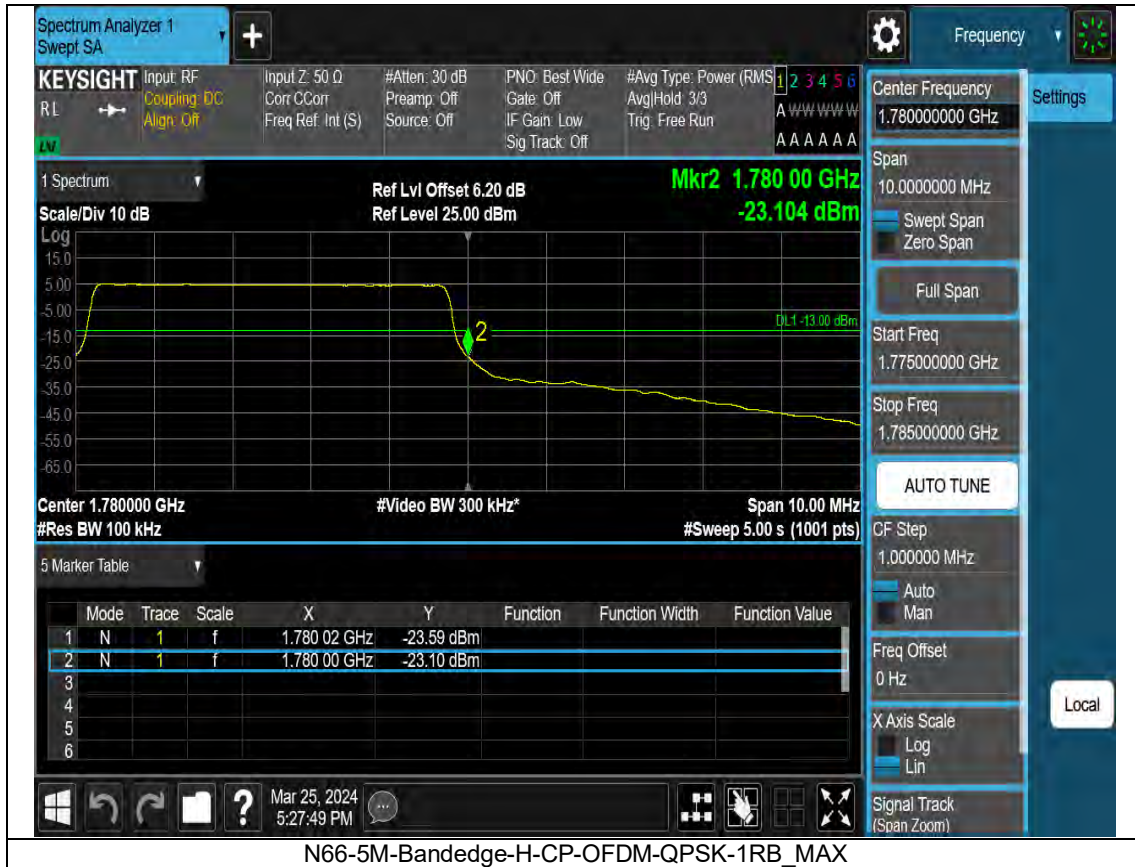 Spectrum Analyzer 1
Swept SA
Frequency
KEYSIGHT
RL
Input: RF
Coupling: DC
Align: Off
Input Z: 50 Ω
Corr CCorr
Freq Ref: Int (S)
#Atten: 30 dB
Preamp: Off
Source: Off
PNO: Best Wide
Gate: Off
IF Gain: Low
Sig Track: Off
#Avg Type: Power (RMS
Avg|Hold: 3/3
Trig: Free Run
1 2 3 4 5 6
A W W W W W
A A A A A A
1 Spectrum
Scale/Div 10 dB
Ref Lvl Offset 6.20 dB
Ref Level 25.00 dBm
Mkr2 1.780 00 GHz
-23.104 dBm
Log
15.0
5.00
-5.00
-15.0
-25.0
-35.0
-45.0
-55.0
-65.0
2
DL1 -13.00 dBm
Center 1.780000 GHz
#Res BW 100 kHz
#Video BW 300 kHz*
Span 10.00 MHz
#Sweep 5.00 s (1001 pts)
5 Marker Table
Mode Trace Scale X Y Function Function Width Function Value
1 N 1 f 1.780 02 GHz -23.59 dBm
2 N 1 f 1.780 00 GHz -23.10 dBm
3
4
5
6
?
Mar 25, 2024
5:27:49 PM
Center Frequency
1.780000000 GHz
Settings
Span
10.0000000 MHz
Swept Span
Zero Span
Full Span
Start Freq
1.775000000 GHz
Stop Freq
1.785000000 GHz
AUTO TUNE
CF Step
1.000000 MHz
Auto
Man
Freq Offset
0 Hz
X Axis Scale
Log
Lin
Local
Signal Track
(Span Zoom)
N66-5M-Bandedge-H-CP-OFDM-QPSK-1RB_MAX